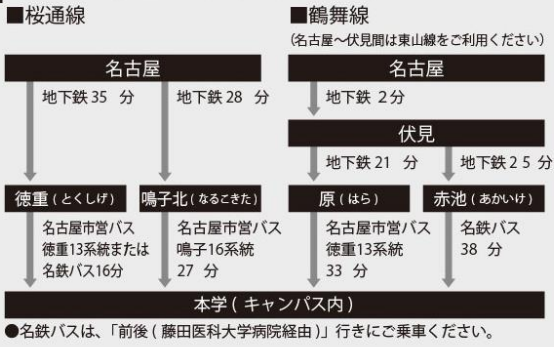 ■桜通線
名古屋
地下鉄35 分
地下鉄28 分
徳重(とくしげ)
鳴子北(なるこきた)
名古屋市営バス
徳重13系統または
名鉄バス16分
名古屋市営バス
鳴子16系統
27 分
■鶴舞線
(名古屋〜伏見間は東山線をご利用ください)
名古屋
地下鉄 2分
伏見
地下鉄21 分
地下鉄25分
原(はら)
赤池(あかいけ)
名古屋市営バス
徳重13系統
33 分
名鉄バス
38 分
本学(キャンパス内)
●名鉄バスは、「前後(藤田医科大学病院経由)」行きにご乗車ください。